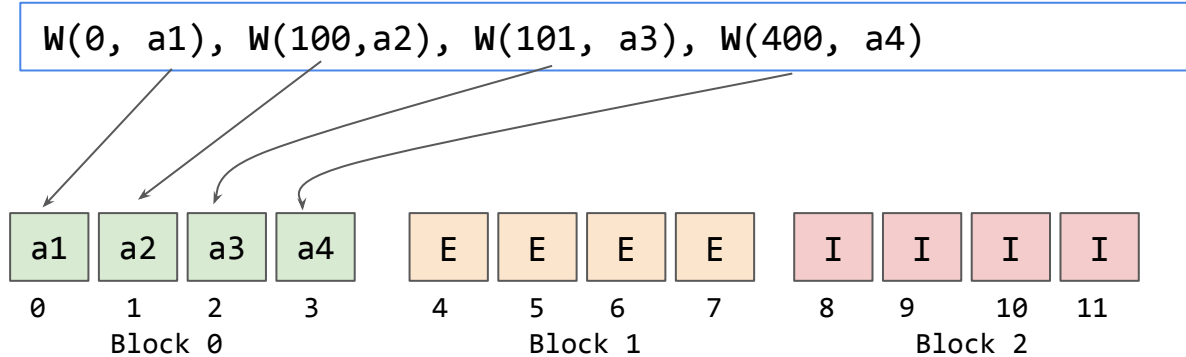 W(0, a1), W(100,a2), W(101, a3), W(400, a4)
a1 a2 a3 a4 E E E E I I I I
0 1 2 3 4 5 6 7 8 9 10 11
Block 0 Block 1 Block 2